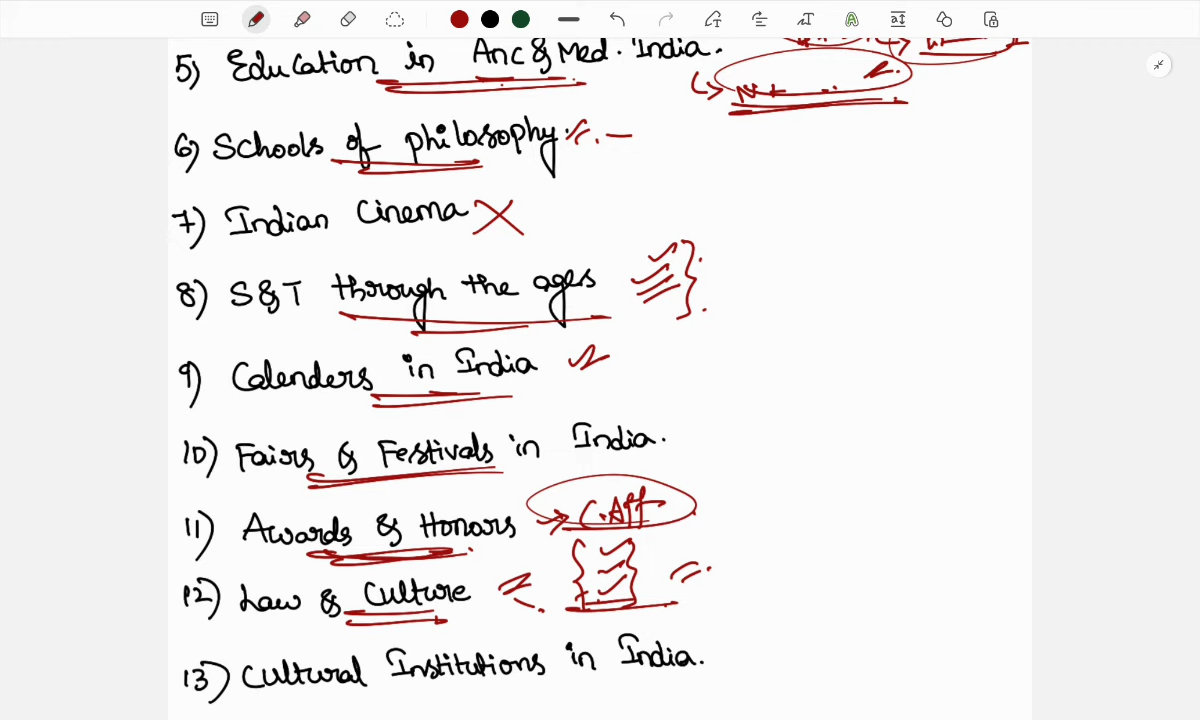 5) Education in Anc & Med. India.
6) Schools of philosophy.
7) Indian Cinema
8) S&T through the ages
9) Calenders in India
10) Fairs & Festivals in India.
11) Awards & Honors → C.Aff
12) Law & Culture
13) Cultural Institutions in India.